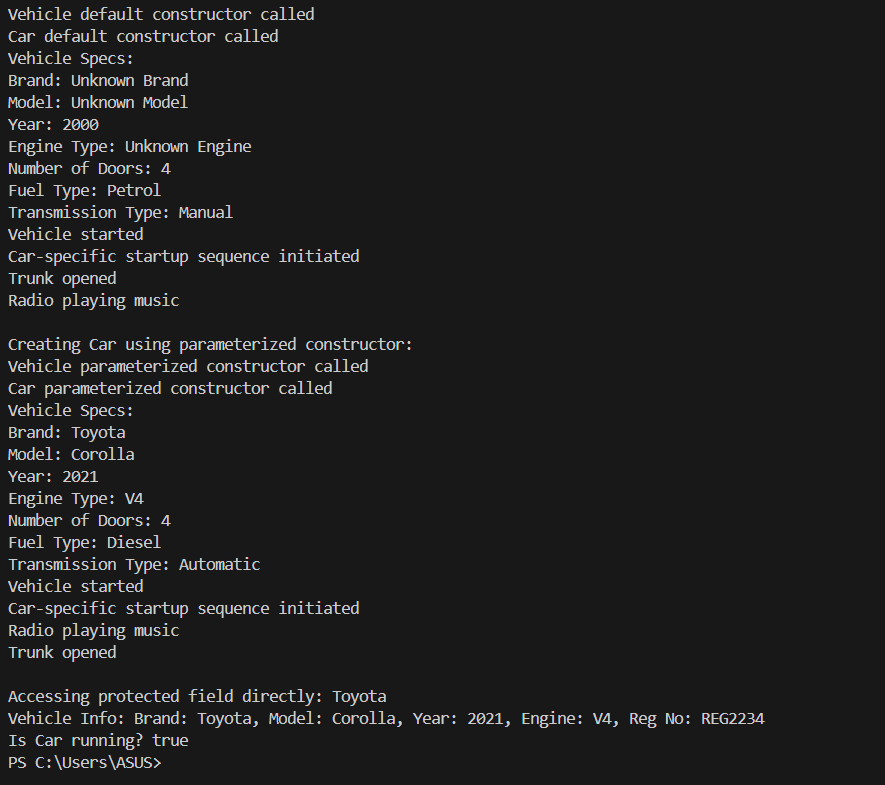 Vehicle default constructor called
Car default constructor called
Vehicle Specs:
Brand: Unknown Brand
Model: Unknown Model
Year: 2000
Engine Type: Unknown Engine
Number of Doors: 4
Fuel Type: Petrol
Transmission Type: Manual
Vehicle started
Car-specific startup sequence initiated
Trunk opened
Radio playing music

Creating Car using parameterized constructor:
Vehicle parameterized constructor called
Car parameterized constructor called
Vehicle Specs:
Brand: Toyota
Model: Corolla
Year: 2021
Engine Type: V4
Number of Doors: 4
Fuel Type: Diesel
Transmission Type: Automatic
Vehicle started
Car-specific startup sequence initiated
Radio playing music
Trunk opened

Accessing protected field directly: Toyota
Vehicle Info: Brand: Toyota, Model: Corolla, Year: 2021, Engine: V4, Reg No: REG2234
Is Car running? true
PS C:\Users\ASUS>